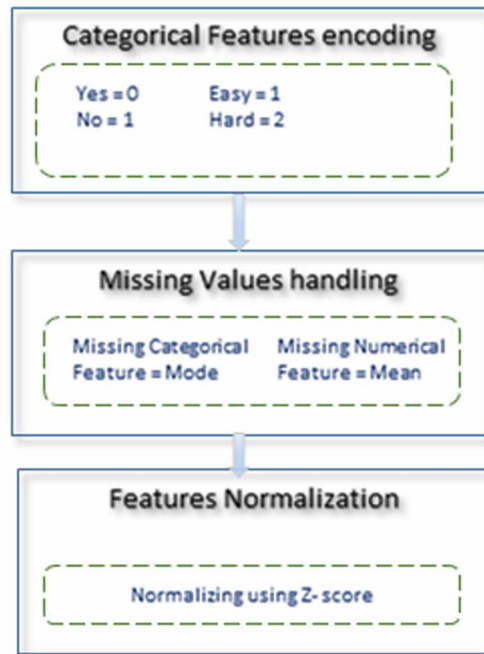 Categorical Features encoding
Yes = 0 Easy = 1
No = 1 Hard = 2
Missing Values handling
Missing Categorical Missing Numerical
Feature = Mode Feature = Mean
Features Normalization
Normalizing using Z- score